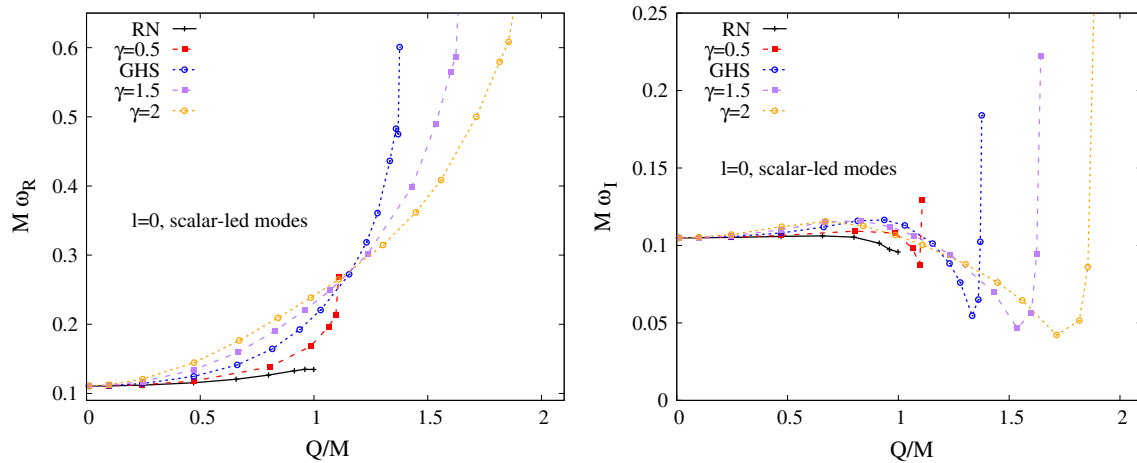 RN
γ=0.5
GHS
γ=1.5
γ=2
l=0, scalar-led modes
M ω_R
0.6
0.5
0.4
0.3
0.2
0.1
0
0.5
1
1.5
2
Q/M
RN
γ=0.5
GHS
γ=1.5
γ=2
l=0, scalar-led modes
M ω_I
0.25
0.2
0.15
0.1
0.05
0
0
0.5
1
1.5
2
Q/M